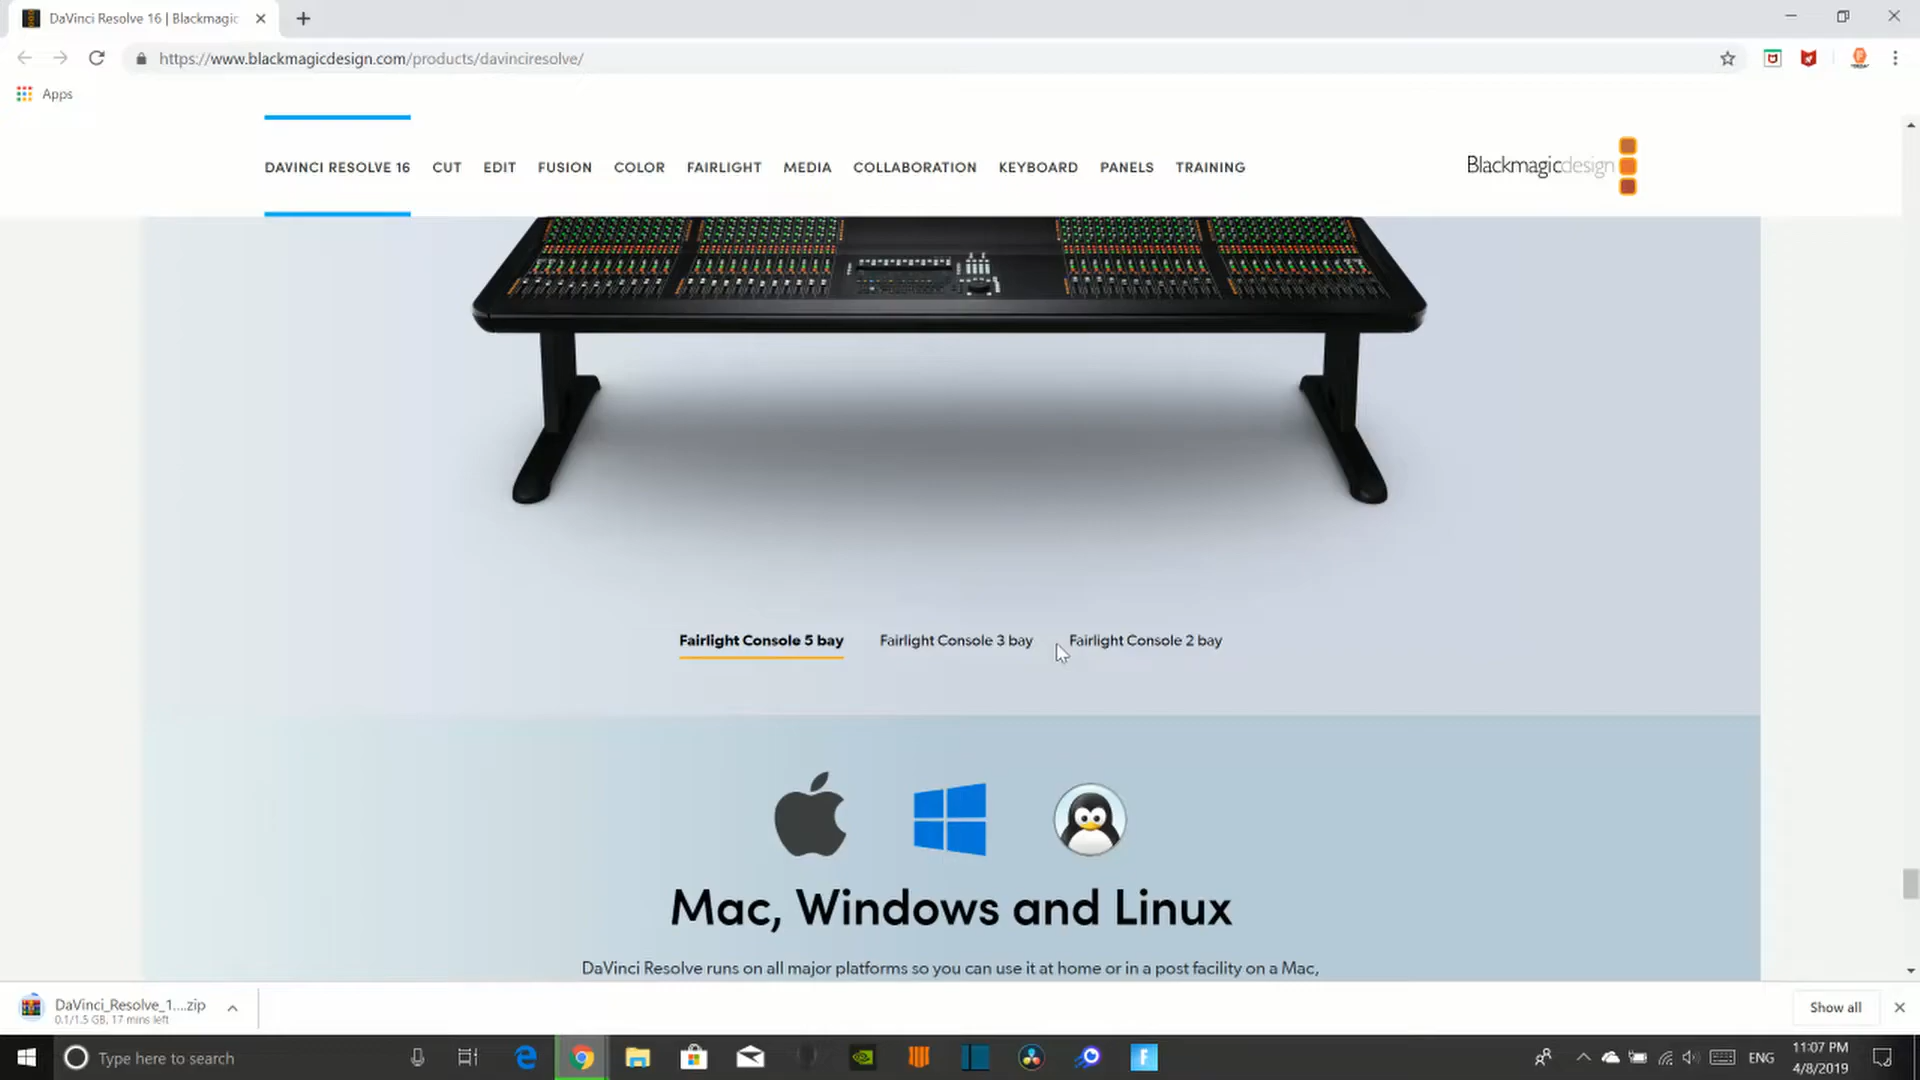 DaVinci Resolve 16 | Blackmagic
https://www.blackmagicdesign.com/products/davinciresolve/
Apps
DAVINCI RESOLVE 16 CUT EDIT FUSION COLOR FAIRLIGHT MEDIA COLLABORATION KEYBOARD PANELS TRAINING
Blackmagicdesign
Fairlight Console 5 bay Fairlight Console 3 bay Fairlight Console 2 bay
Mac, Windows and Linux
DaVinci Resolve runs on all major platforms so you can use it at home or in a post facility on a Mac,
DaVinci_Resolve_1....zip
0.1/1.5 GB, 17 mins left
Show all
Type here to search
ENG
11:07 PM
4/8/2019